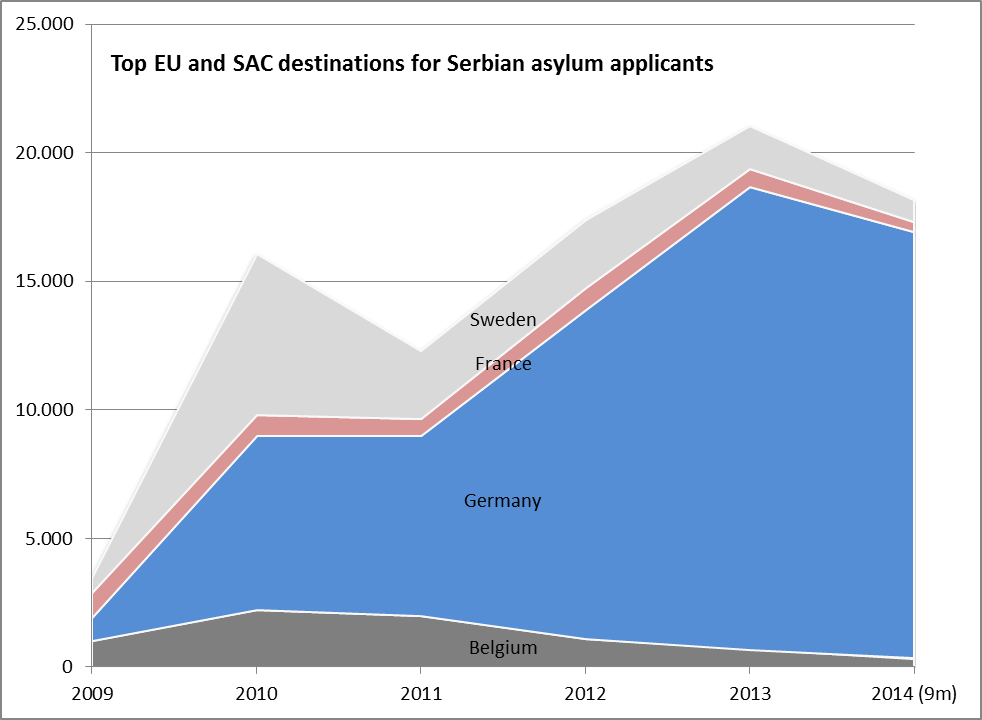 Top EU and SAC destinations for Serbian asylum applicants
25.000
20.000
15.000
10.000
5.000
0
Sweden
France
Germany
Belgium
2009 2010 2011 2012 2013 2014 (9m)